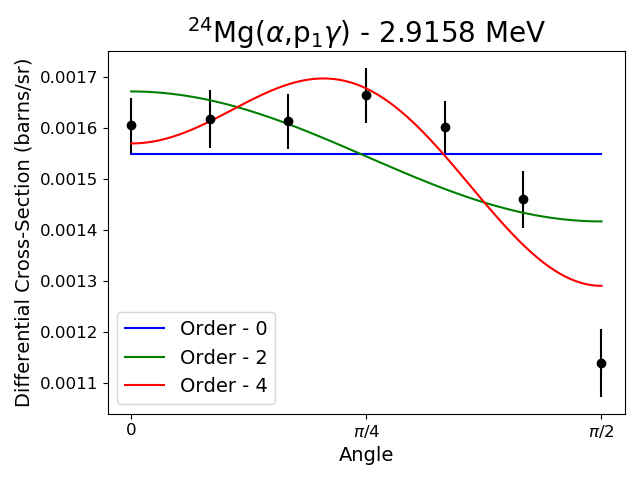 ²⁴Mg(α,p₁γ) - 2.9158 MeV
Differential Cross-Section (barns/sr)
0.0017
0.0016
0.0015
0.0014
0.0013
0.0012
0.0011
Order - 0
Order - 2
Order - 4
0
π/4
π/2
Angle